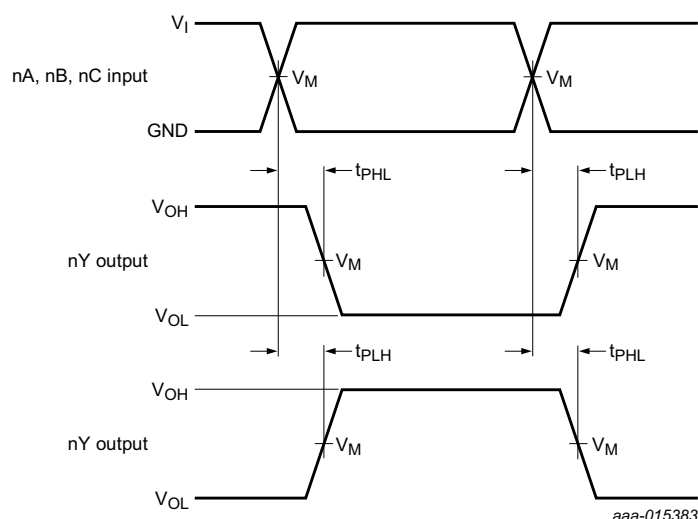 V_I
nA, nB, nC input
V_M
V_M
GND
t_PHL
t_PLH
V_OH
nY output
V_M
V_M
V_OL
t_PLH
t_PHL
V_OH
nY output
V_M
V_M
V_OL
aaa-015383